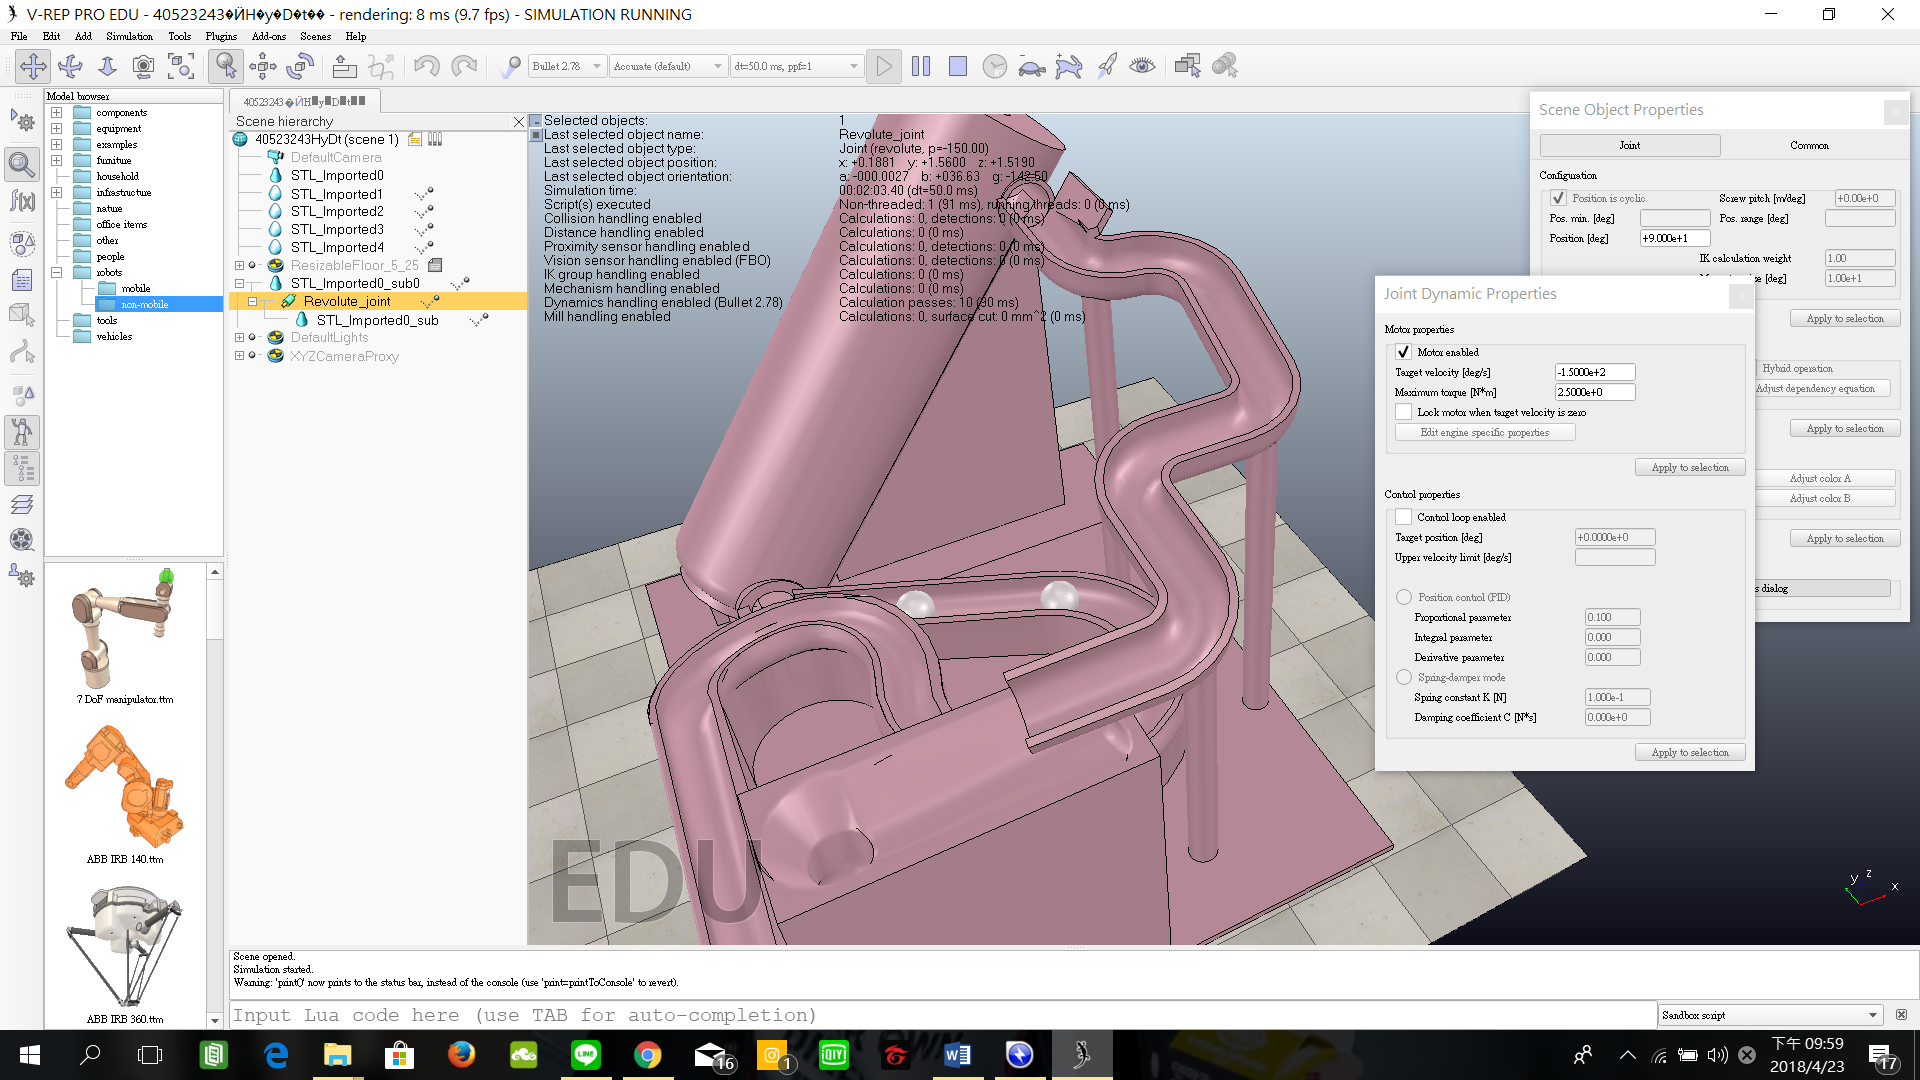 V-REP PRO EDU - 40523243�ЙH�y�D�t�� - rendering: 8 ms (9.7 fps) - SIMULATION RUNNING
File Edit Add Simulation Tools Plugins Add-ons Scenes Help
Bullet 2.78 Accurate (default) dt=50.0 ms, ppf=1
Model browser
components
equipment
examples
furniture
household
infrastructure
nature
office items
other
people
robots
mobile
non-mobile
tools
vehicles
7 DoF manipulator.ttm
ABB IRB 140.ttm
ABB IRB 360.ttm
Scene hierarchy
40523243HyDt (scene 1)
DefaultCamera
STL_Imported0
STL_Imported1
STL_Imported2
STL_Imported3
STL_Imported4
ResizableFloor_5_25
STL_Imported0_sub0
Revolute_joint
STL_Imported0_sub
DefaultLights
XYZCameraProxy
Selected objects: 1
Last selected object name: Revolute_joint
Last selected object type: Joint (revolute, p=-150.00)
Last selected object position: x: +0.1881 y: +1.5600 z: +1.5190
Last selected object orientation: a: -000.0027 b: +036.63 g: -142.50
Simulation time: 00:02:03.40 (dt=50.0 ms)
Script(s) executed Non-threaded: 1 (91 ms), running threads: 0 (0 ms)
Collision handling enabled Calculations: 0, detections: 0 (0 ms)
Distance handling enabled Calculations: 0 (0 ms)
Proximity sensor handling enabled Calculations: 0, detections: 0 (0 ms)
Vision sensor handling enabled (FBO) Calculations: 0, detections: 0 (0 ms)
IK group handling enabled Calculations: 0 (0 ms)
Mechanism handling enabled Calculations: 0 (0 ms)
Dynamics handling enabled (Bullet 2.78) Calculation passes: 10 (90 ms)
Mill handling enabled Calculations: 0, surface cut: 0 mm^2 (0 ms)
EDU
y z x
Scene Object Properties
Joint Common
Configuration
Position is cyclic Screw pitch [m/deg] +0.00e+0
Pos. min. [deg] Pos. range [deg]
Position [deg] +9.000e+1
IK calculation weight 1.00
1.00e+1
Apply to selection
Hybrid operation
Adjust dependency equation
Apply to selection
Adjust color A
Adjust color B
Apply to selection
dialog
Joint Dynamic Properties
Motor properties
Motor enabled
Target velocity [deg/s] -1.5000e+2
Maximum torque [N*m] 2.5000e+0
Lock motor when target velocity is zero
Edit engine specific properties
Apply to selection
Control properties
Control loop enabled
Target position [deg] +0.0000e+0
Upper velocity limit [deg/s]
Position control (PID)
Proportional parameter 0.100
Integral parameter 0.000
Derivative parameter 0.000
Spring-damper mode
Spring constant K [N] 1.000e-1
Damping coefficient C [N*s] 0.000e+0
Apply to selection
Scene opened.
Simulation started.
Warning: 'print()' now prints to the status bar, instead of the console (use 'print=printToConsole' to revert).
Input Lua code here (use TAB for auto-completion)
Sandbox script
16
1
下午 09:59
2018/4/23
17